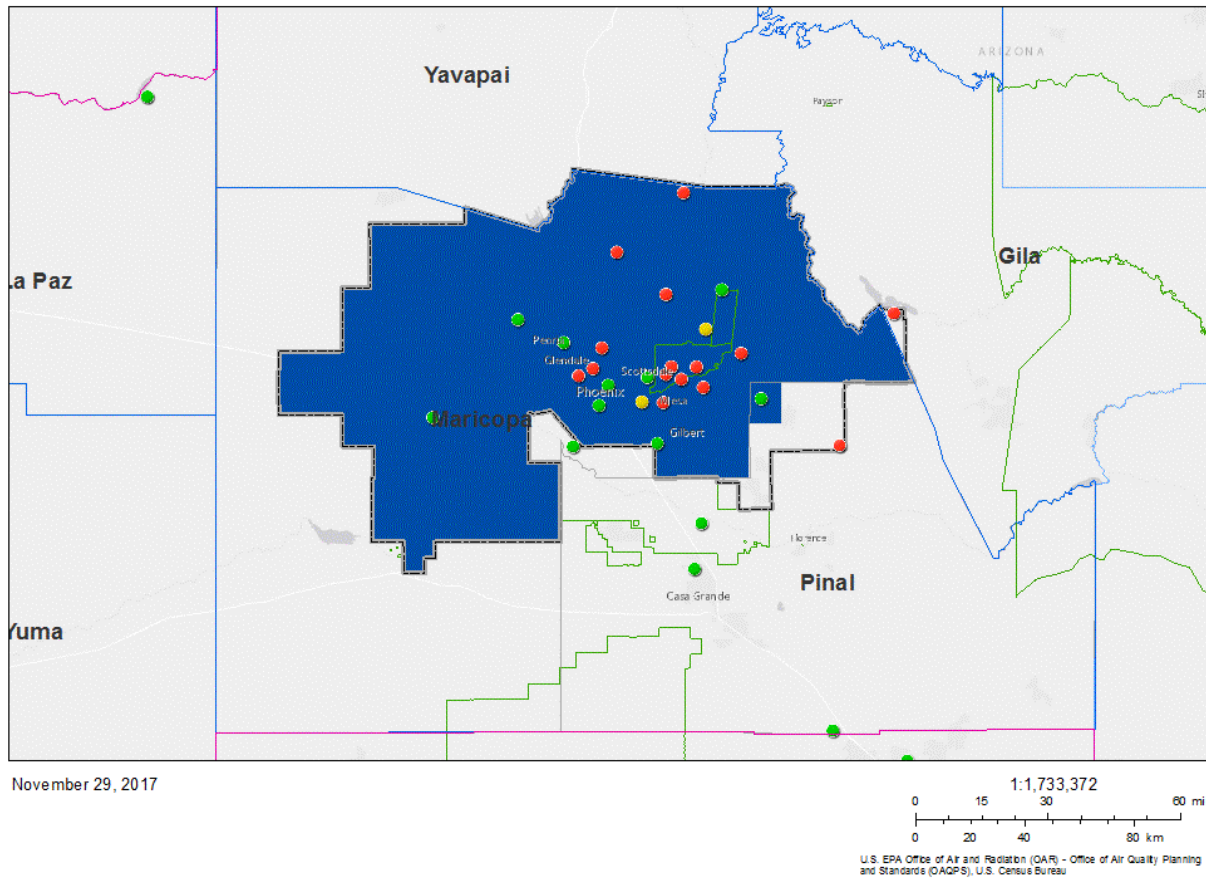 ARIZONA
Yavapai
Payson
.a Paz
Gila
Peoria
Glendale
Scottsdale
Phoenix
Mesa
Maricopa
Gilbert
Florence
Pinal
Casa Grande
Yuma
November 29, 2017
1:1,733,372
0 15 30 60 mi
0 20 40 80 km
U.S. EPA Office of Air and Radiation (OAR) - Office of Air Quality Planning
and Standards (OAQPS), U.S. Census Bureau